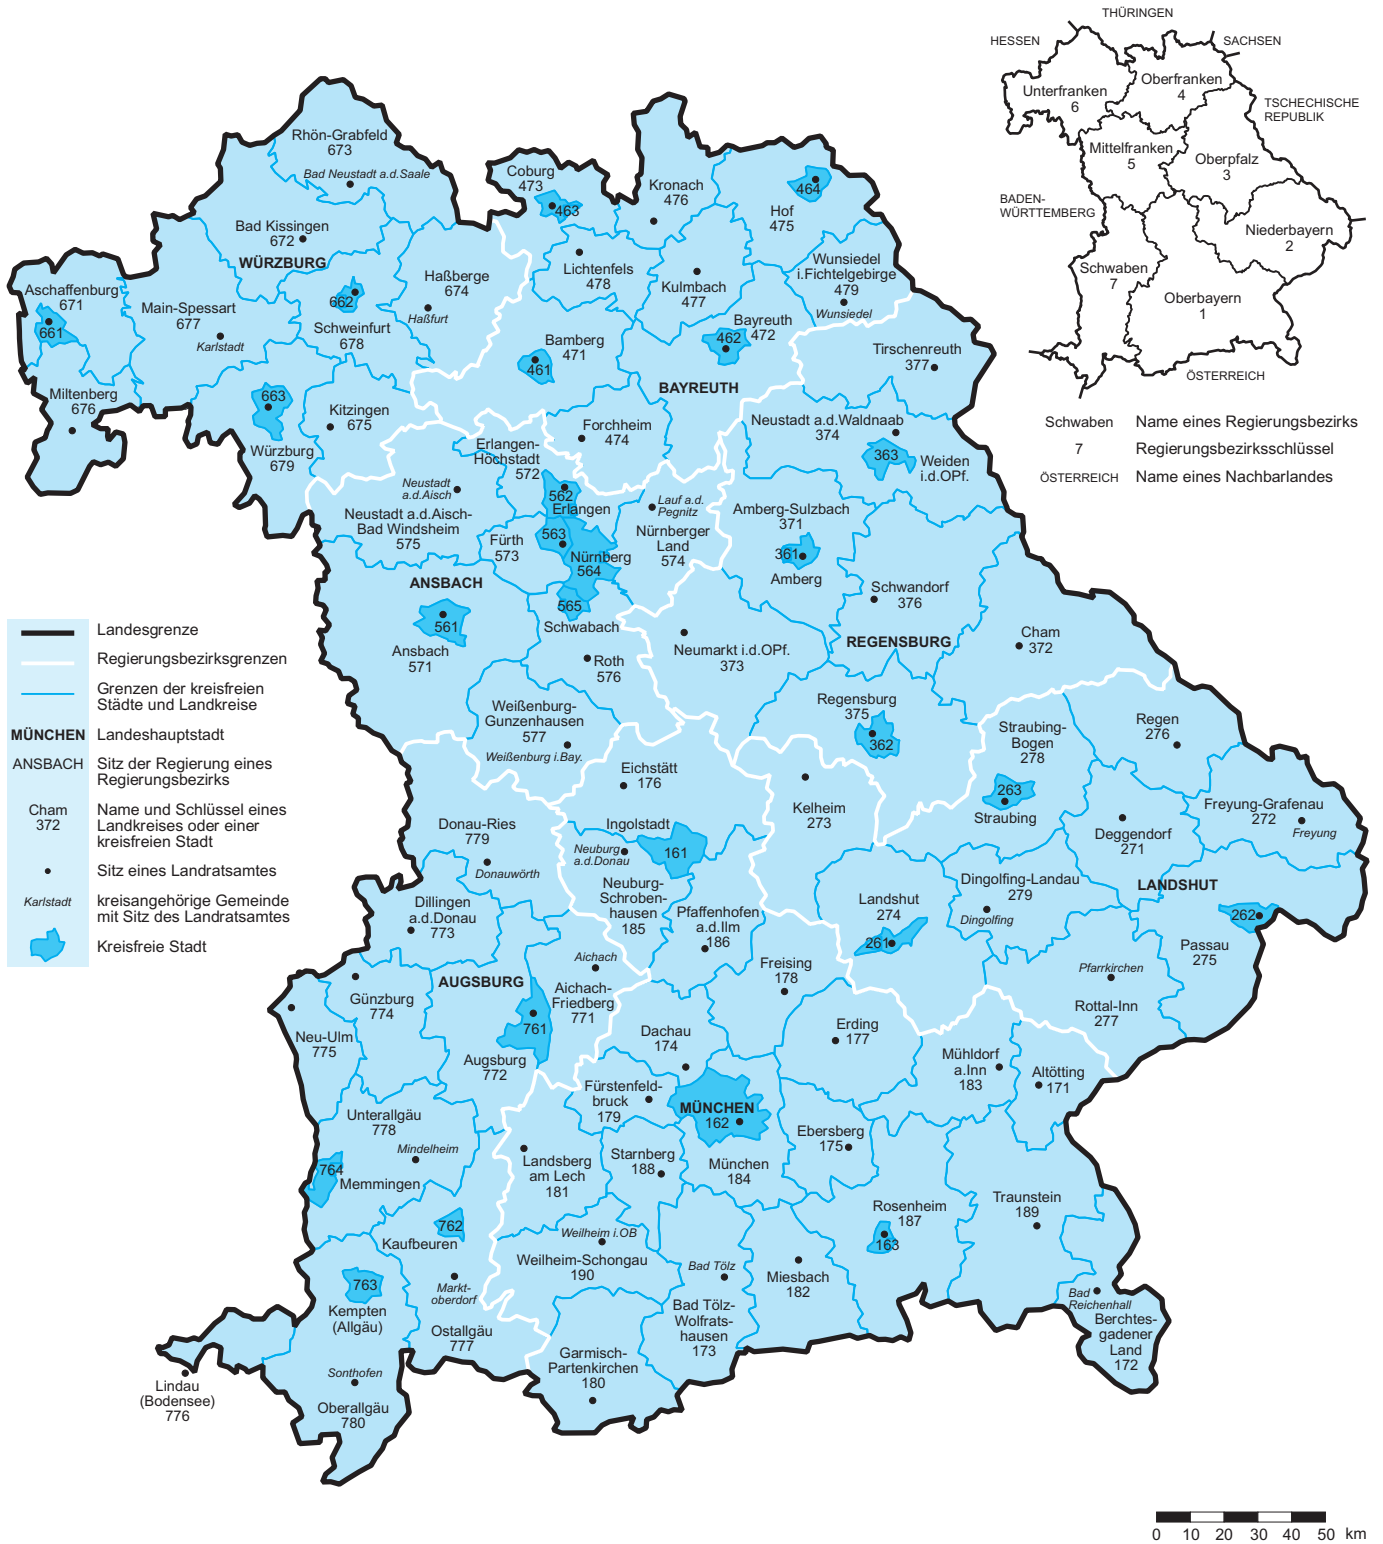 THÜRINGEN
HESSEN
SACHSEN
Oberfranken
4
Unterfranken
6
TSCHECHISCHE
REPUBLIK
Mittelfranken
5
Oberpfalz
3
BADEN-
WÜRTTEMBERG
Niederbayern
2
Schwaben
7
Oberbayern
1
ÖSTERREICH
Schwaben
Name eines Regierungsbezirks
7
Regierungsbezirksschlüssel
ÖSTERREICH
Name eines Nachbarlandes
Rhön-Grabfeld
673
Bad Neustadt a.d.Saale
Coburg
473
463
Kronach
476
464
Hof
475
Bad Kissingen
672
WÜRZBURG
Haßberge
674
Haßfurt
Lichtenfels
478
Kulmbach
477
Wunsiedel
i.Fichtelgebirge
479
Wunsiedel
Aschaffenburg
671
661
Main-Spessart
677
Karlstadt
662
Schweinfurt
678
Bamberg
471
461
Bayreuth
472
462
BAYREUTH
Tirschenreuth
377
Miltenberg
676
663
Würzburg
679
Kitzingen
675
Forchheim
474
Neustadt a.d.Waldnaab
374
363
Weiden
i.d.OPf.
Erlangen-
Höchstadt
572
562
Erlangen
Neustadt
a.d.Aisch
Neustadt a.d.Aisch-
Bad Windsheim
575
Fürth
573
563
Nürnberg
564
Lauf a.d.
Pegnitz
Nürnberger
Land
574
Amberg-Sulzbach
371
361
Amberg
ANSBACH
561
Ansbach
571
565
Schwabach
Roth
576
Schwandorf
376
REGENSBURG
Neumarkt i.d.OPf.
373
Cham
372
Weißenburg-
Gunzenhausen
577
Weißenburg i.Bay.
Regensburg
375
362
Straubing-
Bogen
278
263
Straubing
Regen
276
Landesgrenze
Regierungsbezirksgrenzen
Grenzen der kreisfreien
Städte und Landkreise
MÜNCHEN
Landeshauptstadt
ANSBACH
Sitz der Regierung eines
Regierungsbezirks
Cham
372
Name und Schlüssel eines
Landkreises oder einer
kreisfreien Stadt
Sitz eines Landratsamtes
Karlstadt
kreisangehörige Gemeinde
mit Sitz des Landratsamtes
Kreisfreie Stadt
Eichstätt
176
Kelheim
273
Freyung-Grafenau
272
Freyung
Deggendorf
271
Donau-Ries
779
Donauwörth
Ingolstadt
161
Neuburg
a.d.Donau
Neuburg-
Schroben-
hausen
185
Dillingen
a.d.Donau
773
Pfaffenhofen
a.d.Ilm
186
Landshut
274
261
Dingolfing-Landau
279
Dingolfing
LANDSHUT
262
Passau
275
Pfarrkirchen
Rottal-Inn
277
Günzburg
774
AUGSBURG
Aichach
Aichach-
Friedberg
771
761
Augsburg
772
Freising
178
Neu-Ulm
775
Dachau
174
Erding
177
Mühldorf
a.Inn
183
Altötting
171
Unterallgäu
778
Mindelheim
764
Memmingen
Fürstenfeld-
bruck
179
MÜNCHEN
162
München
184
Ebersberg
175
Landsberg
am Lech
181
Starnberg
188
Rosenheim
187
163
Traunstein
189
762
Kaufbeuren
Weilheim i.OB
Weilheim-Schongau
190
Bad Tölz
Bad Tölz-
Wolfrats-
hausen
173
Miesbach
182
763
Kempten
(Allgäu)
Markt-
oberdorf
Ostallgäu
777
Bad
Reichenhall
Berchtes-
gadener
Land
172
Garmisch-
Partenkirchen
180
Lindau
(Bodensee)
776
Sonthofen
Oberallgäu
780
0 10 20 30 40 50 km